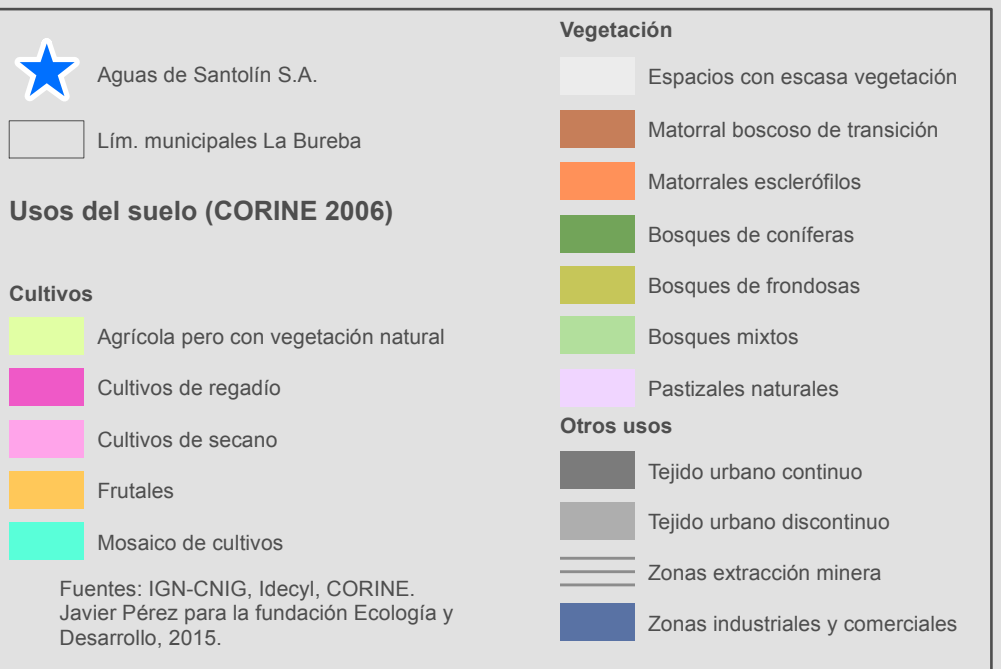 Aguas de Santolín S.A.
Lím. municipales La Bureba
Usos del suelo (CORINE 2006)
Cultivos
Agrícola pero con vegetación natural
Cultivos de regadío
Cultivos de secano
Frutales
Mosaico de cultivos
Fuentes: IGN-CNIG, Idecyl, CORINE.
Javier Pérez para la fundación Ecología y
Desarrollo, 2015.
Vegetación
Espacios con escasa vegetación
Matorral boscoso de transición
Matorrales esclerófilos
Bosques de coníferas
Bosques de frondosas
Bosques mixtos
Pastizales naturales
Otros usos
Tejido urbano continuo
Tejido urbano discontinuo
Zonas extracción minera
Zonas industriales y comerciales